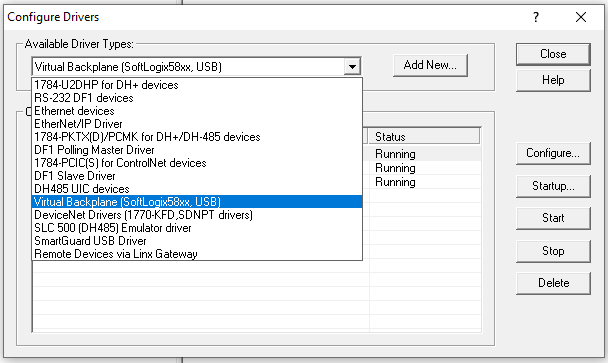 Configure Drivers
Available Driver Types:
Virtual Backplane (SoftLogix58xx, USB)
Add New...
Close
Help
1784-U2DHP for DH+ devices
RS-232 DF1 devices
Ethernet devices
EtherNet/IP Driver
1784-PKTX(D)/PCMK for DH+/DH-485 devices
DF1 Polling Master Driver
1784-PCIC(S) for ControlNet devices
DF1 Slave Driver
DH485 UIC devices
Virtual Backplane (SoftLogix58xx, USB)
DeviceNet Drivers (1770-KFD,SDNPT drivers)
SLC 500 (DH485) Emulator driver
SmartGuard USB Driver
Remote Devices via Linx Gateway
Status
Running
Running
Running
Configure...
Startup...
Start
Stop
Delete